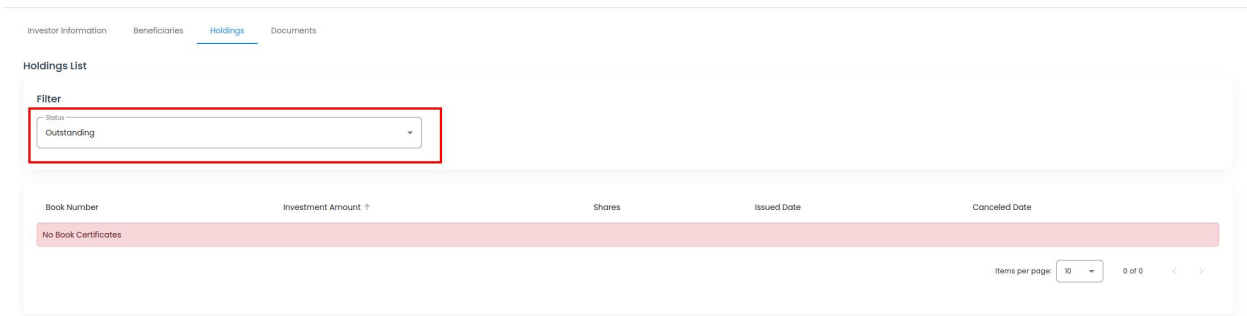 Investor Information Beneficiaries Holdings Documents
Holdings List
Filter
Status
Outstanding
Book Number Investment Amount ↑ Shares Issued Date Canceled Date
No Book Certificates
Items per page: 10 0 of 0